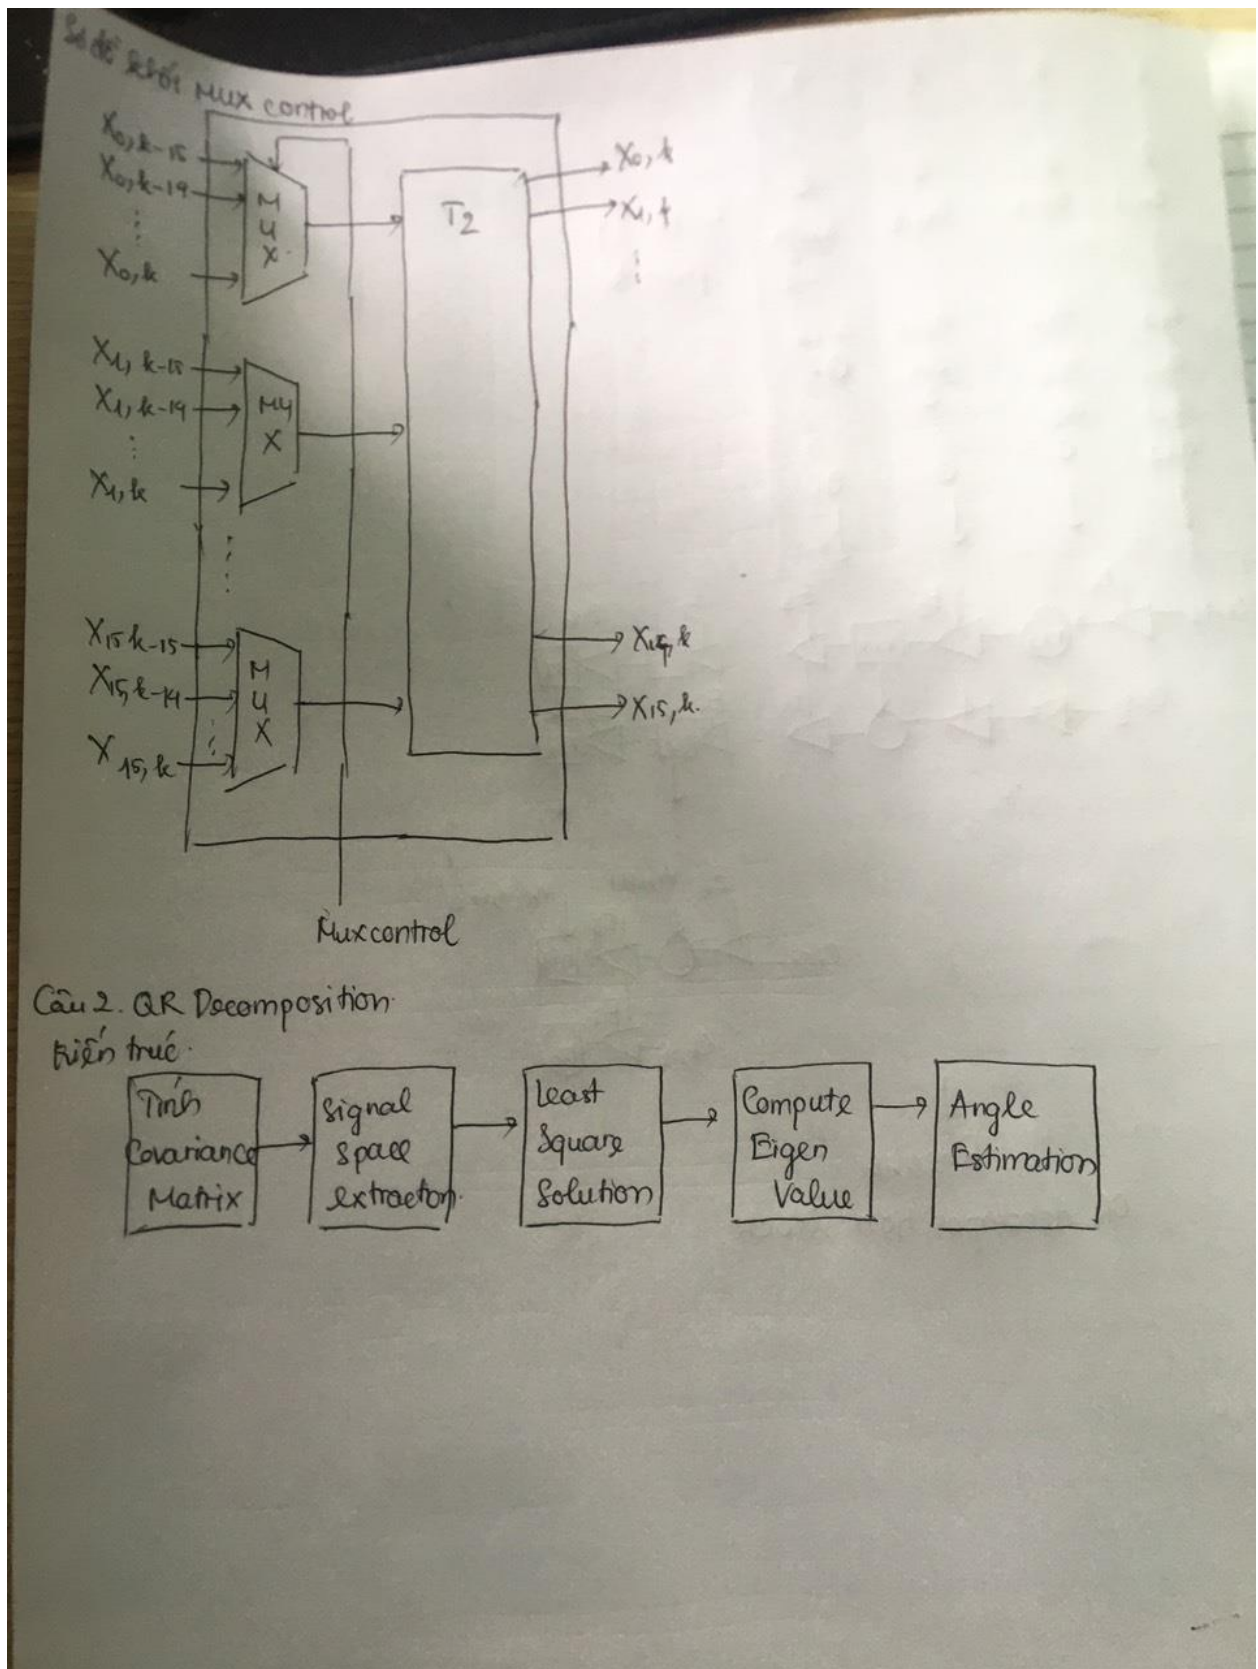 Sơ đồ khối Mux control
X0,k-15
X0,k-14
X0,k
MUX
T2
X0,k
X1,k
X1,k-15
X1,k-14
X1,k
MUX
X15,k-15
X15,k-14
X15,k
MUX
X14,k
X15,k.
Muxcontrol
Câu 2. QR Decomposition.
Kiến trúc.
Tính
Covariance
Matrix
Signal
space
extraction.
Least
Square
Solution
Compute
Eigen
Value
Angle
Estimation